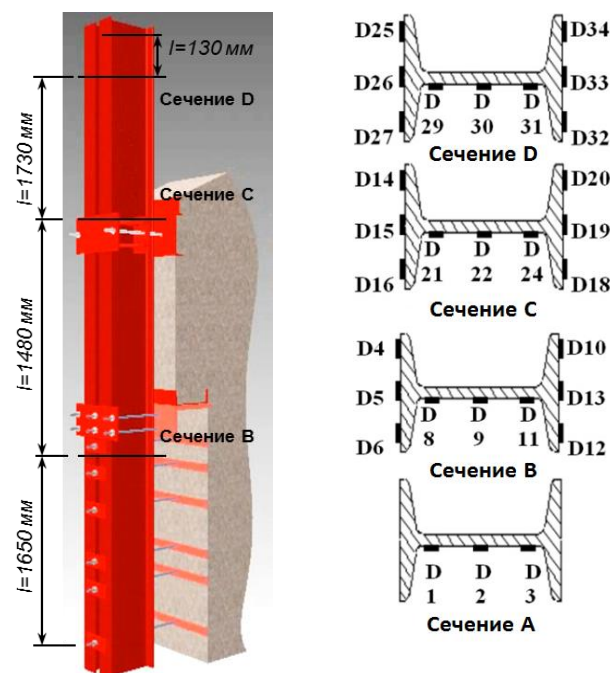 l=130 мм
Сечение D
l=1730 мм
Сечение C
l=1480 мм
Сечение B
l=1650 мм
D25 D34
D26 D33
D27 D D D D32
29 30 31
Сечение D
D14 D20
D15 D19
D16 D D D D18
21 22 24
Сечение C
D4 D10
D5 D13
D6 D D D D12
8 9 11
Сечение B
D D D
1 2 3
Сечение A